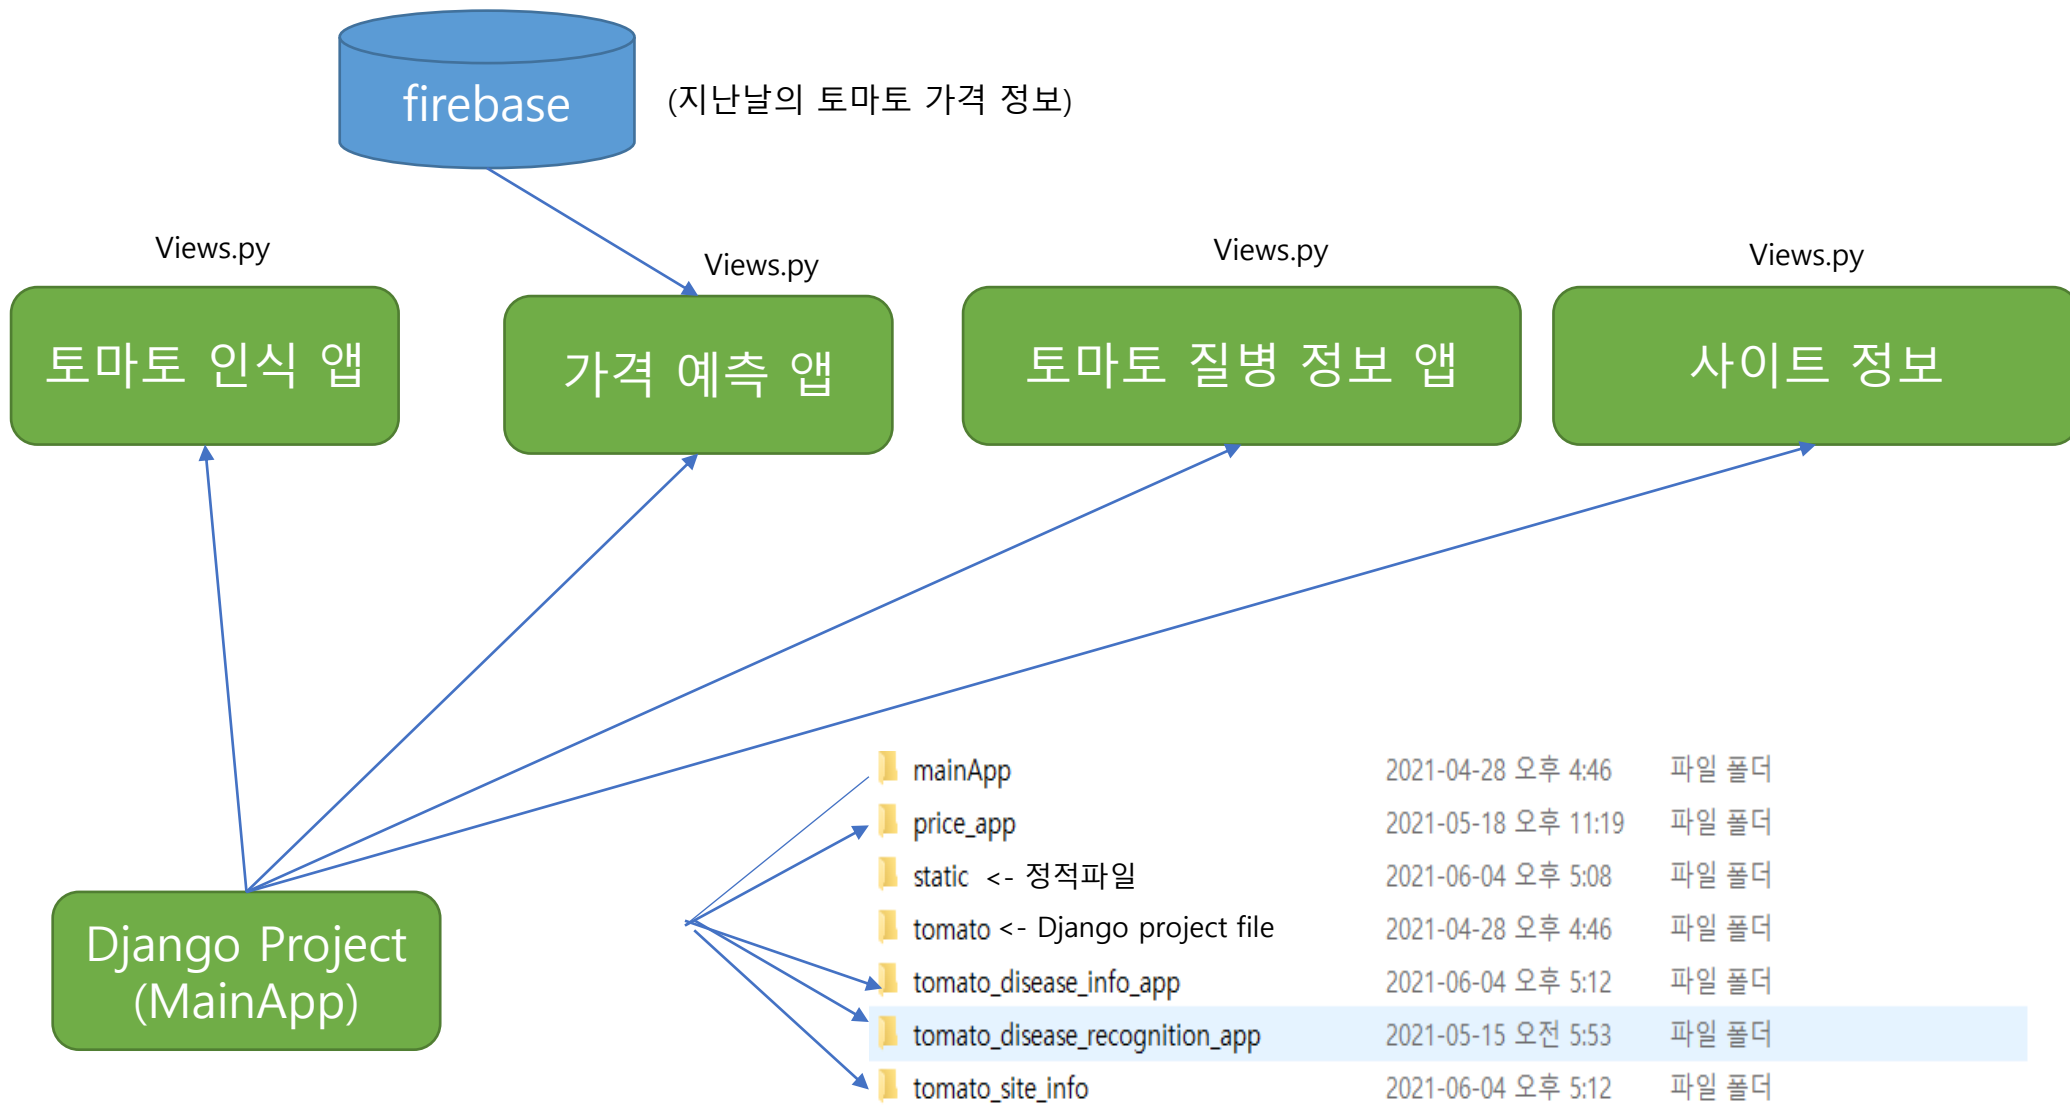 firebase
(지난날의 토마토 가격 정보)
Views.py
Views.py
Views.py
Views.py
토마토 인식 앱
가격 예측 앱
토마토 질병 정보 앱
사이트 정보
Django Project
(MainApp)
mainApp 2021-04-28 오후 4:46 파일 폴더
price_app 2021-05-18 오후 11:19 파일 폴더
static <- 정적파일 2021-06-04 오후 5:08 파일 폴더
tomato <- Django project file 2021-04-28 오후 4:46 파일 폴더
tomato_disease_info_app 2021-06-04 오후 5:12 파일 폴더
tomato_disease_recognition_app 2021-05-15 오전 5:53 파일 폴더
tomato_site_info 2021-06-04 오후 5:12 파일 폴더